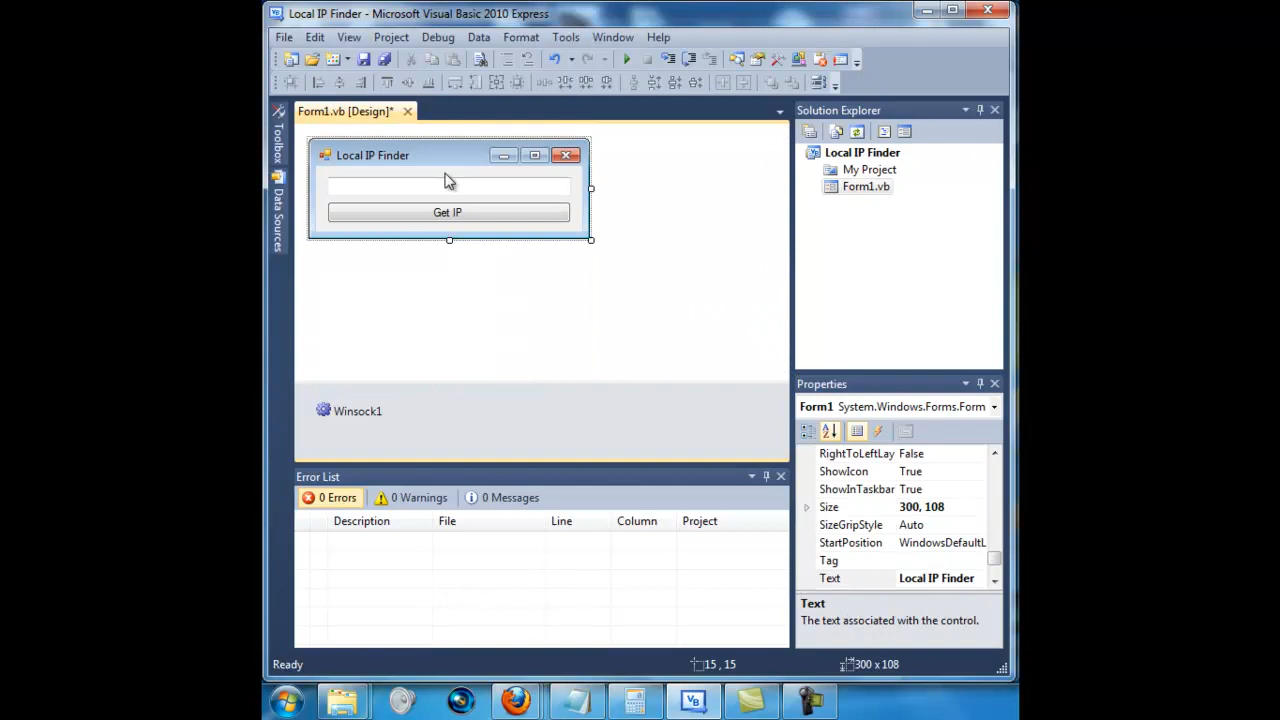 Local IP Finder - Microsoft Visual Basic 2010 Express
File Edit View Project Debug Data Format Tools Window Help
Form1.vb [Design]*
Toolbox
Data Sources
Local IP Finder
Get IP
Winsock1
Error List
0 Errors 0 Warnings 0 Messages
Description File Line Column Project
Solution Explorer
Local IP Finder
My Project
Form1.vb
Properties
Form1 System.Windows.Forms.Form
RightToLeftLay False
ShowIcon True
ShowInTaskbar True
Size 300, 108
SizeGripStyle Auto
StartPosition WindowsDefaultL
Tag
Text Local IP Finder
Text
The text associated with the control.
Ready 15 , 15 300 x 108